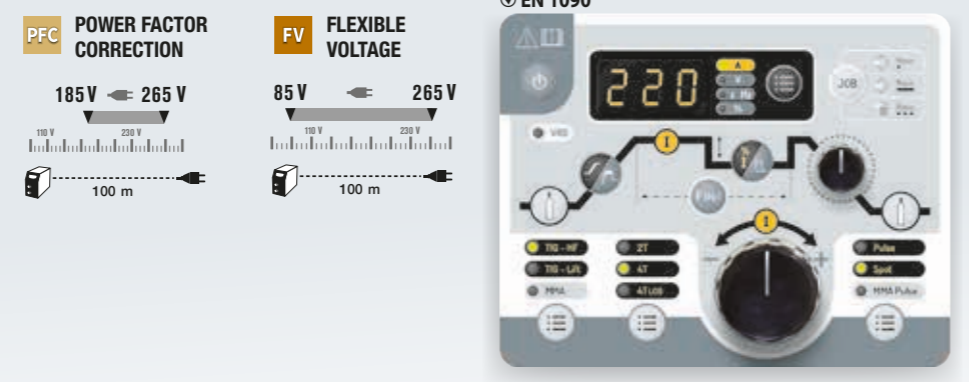 EN 1090
PFC
POWER FACTOR
CORRECTION
185 V
265 V
110 V
230 V
100 m
FV
FLEXIBLE
VOLTAGE
85 V
265 V
110 V
230 V
100 m
220
A
V
%
JOB
VRD
I
I
TIG - HF
TIG - Lift
MMA
2T
4T
4T LOG
- +
Pulse
Spot
MMA Pulse